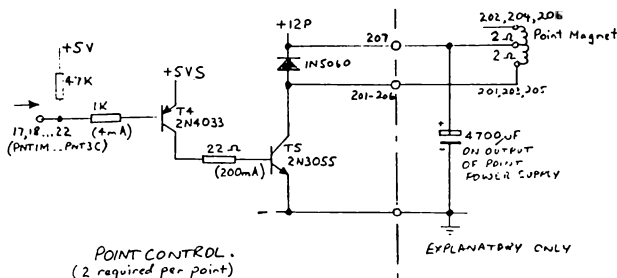 +12P
202,204,206
207
2Ω
Point Magnet
2Ω
+5V
IN5060
47K
+5VS
201-206
201,203,205
1K
T4
2N4033
17,18...22
(4mA)
(PNT1M...PNT3C)
22Ω
T5
2N3055
(200mA)
+
4700µF
-
ON OUTPUT
OF POINT
POWER SUPPLY
-
POINT CONTROL.
(2 required per point)
EXPLANATORY ONLY